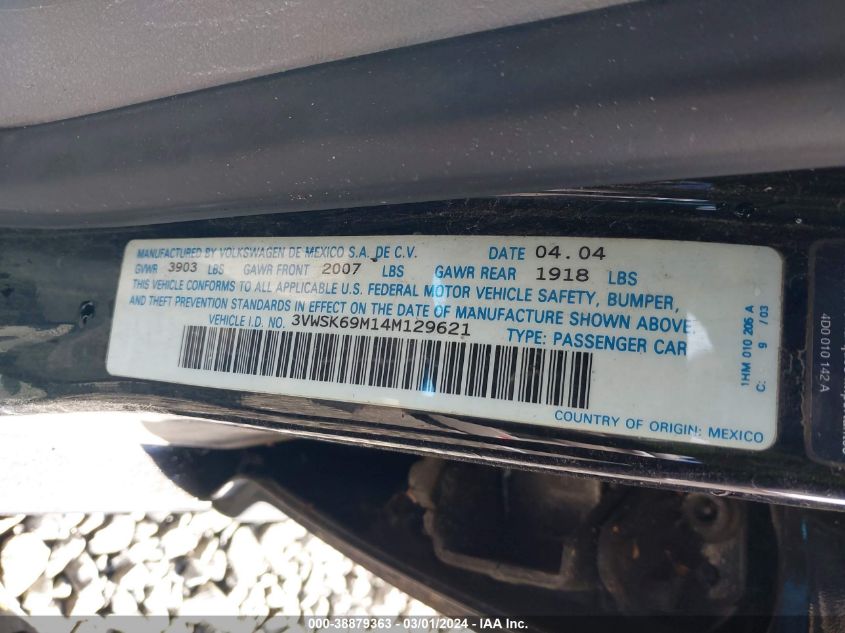 MANUFACTURED BY VOLKSWAGEN DE MEXICO S.A. DE C.V. DATE 04.04
GVWR 3903 LBS GAWR FRONT 2007 LBS GAWR REAR 1918 LBS
THIS VEHICLE CONFORMS TO ALL APPLICABLE U.S. FEDERAL MOTOR VEHICLE SAFETY, BUMPER,
AND THEFT PREVENTION STANDARDS IN EFFECT ON THE DATE OF MANUFACTURE SHOWN ABOVE.
VEHICLE I.D. NO. 3VWSK69M14M129621 TYPE: PASSENGER CAR
COUNTRY OF ORIGIN: MEXICO
1HM 010 205 A
C: 9 / 03
4D0 010 142 A
000-38879363 - 03/01/2024 - IAA Inc.